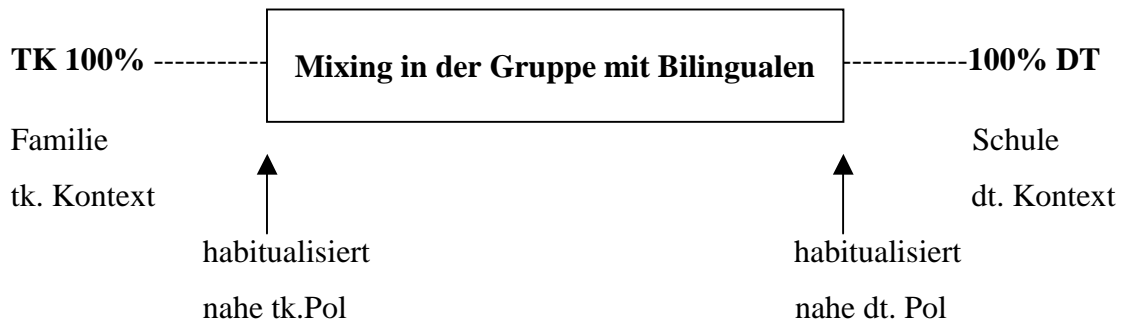 TK 100% ----------- Mixing in der Gruppe mit Bilingualen -----------100% DT
Familie Schule
tk. Kontext dt. Kontext
habitualisiert habitualisiert
nahe tk.Pol nahe dt. Pol